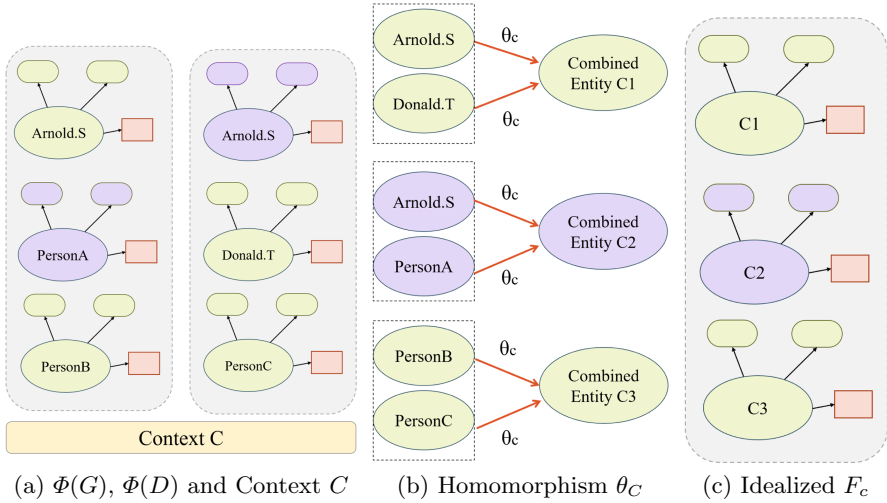 Arnold.S
PersonA
PersonB
Arnold.S
Donald.T
PersonC
Context C
(a) Φ(G), Φ(D) and Context C
Arnold.S
Donald.T
θc
θc
Combined
Entity C1
Arnold.S
PersonA
θc
θc
Combined
Entity C2
PersonB
PersonC
θc
θc
Combined
Entity C3
(b) Homomorphism θC
C1
C2
C3
(c) Idealized Fc